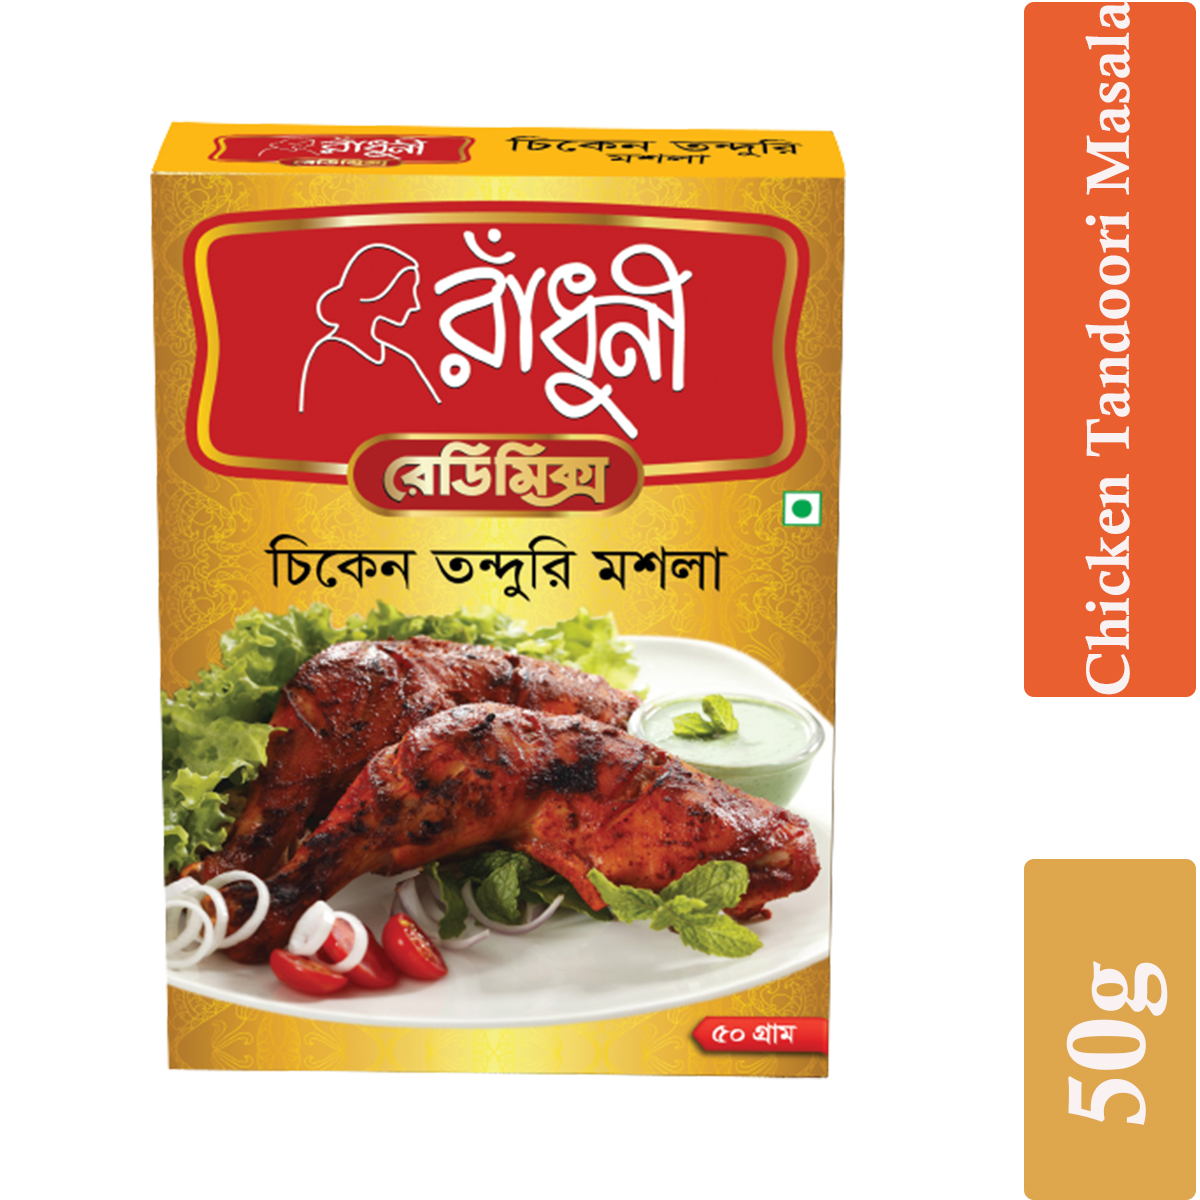 রাঁধুনী
রেডিমিক্স
চিকেন তন্দুরি
মশলা
রাঁধুনী
রেডিমিক্স
চিকেন তন্দুরি মশলা
৫০ গ্রাম
Chicken Tandoori Masala
50g